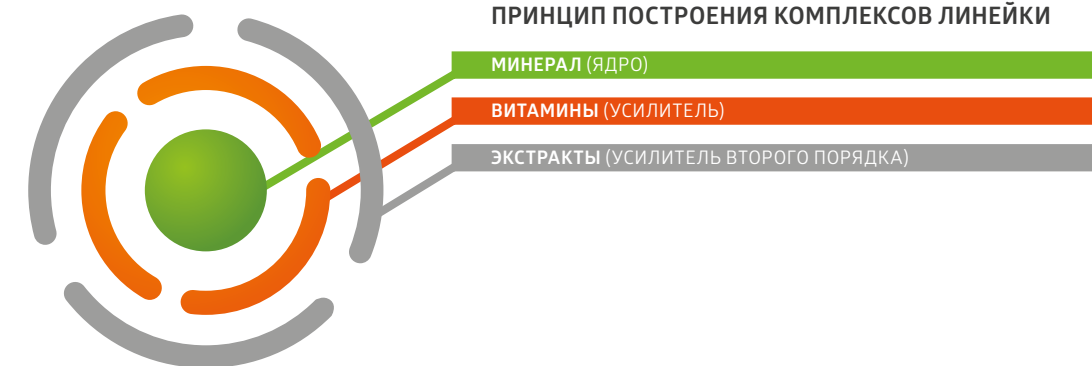 ПРИНЦИП ПОСТРОЕНИЯ КОМПЛЕКСОВ ЛИНЕЙКИ
МИНЕРАЛ (ЯДРО)
ВИТАМИНЫ (УСИЛИТЕЛЬ)
ЭКСТРАКТЫ (УСИЛИТЕЛЬ ВТОРОГО ПОРЯДКА)